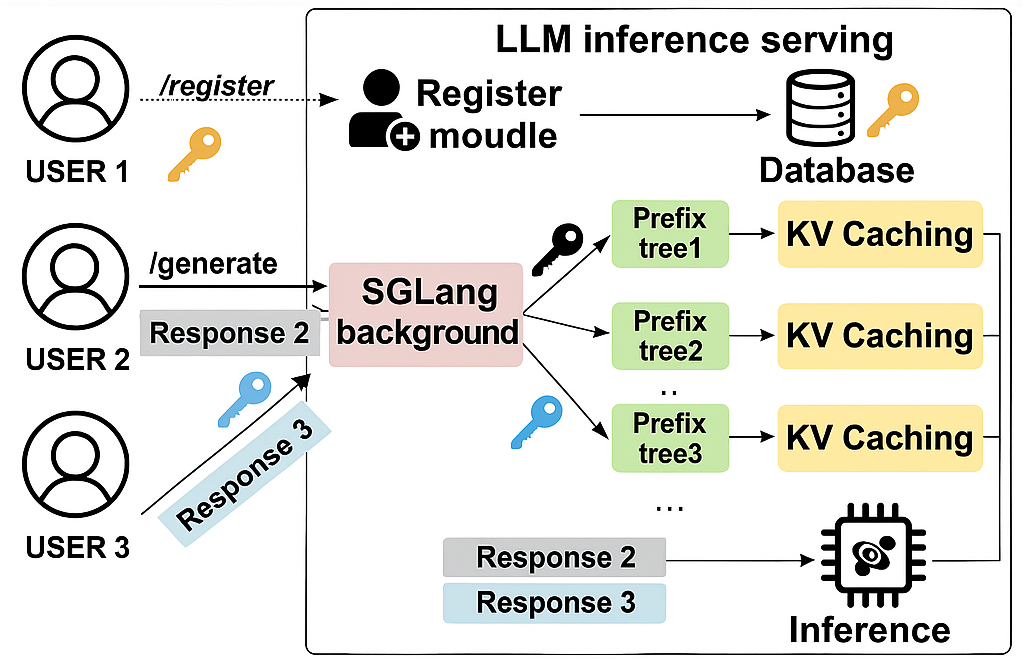 LLM inference serving
/register
USER 1
Register
moudle
Database
/generate
USER 2
Response 2
SGLang
background
Prefix
tree1
KV Caching
Prefix
tree2
KV Caching
..
Prefix
tree3
KV Caching
...
Response 3
USER 3
Response 2
Response 3
Inference